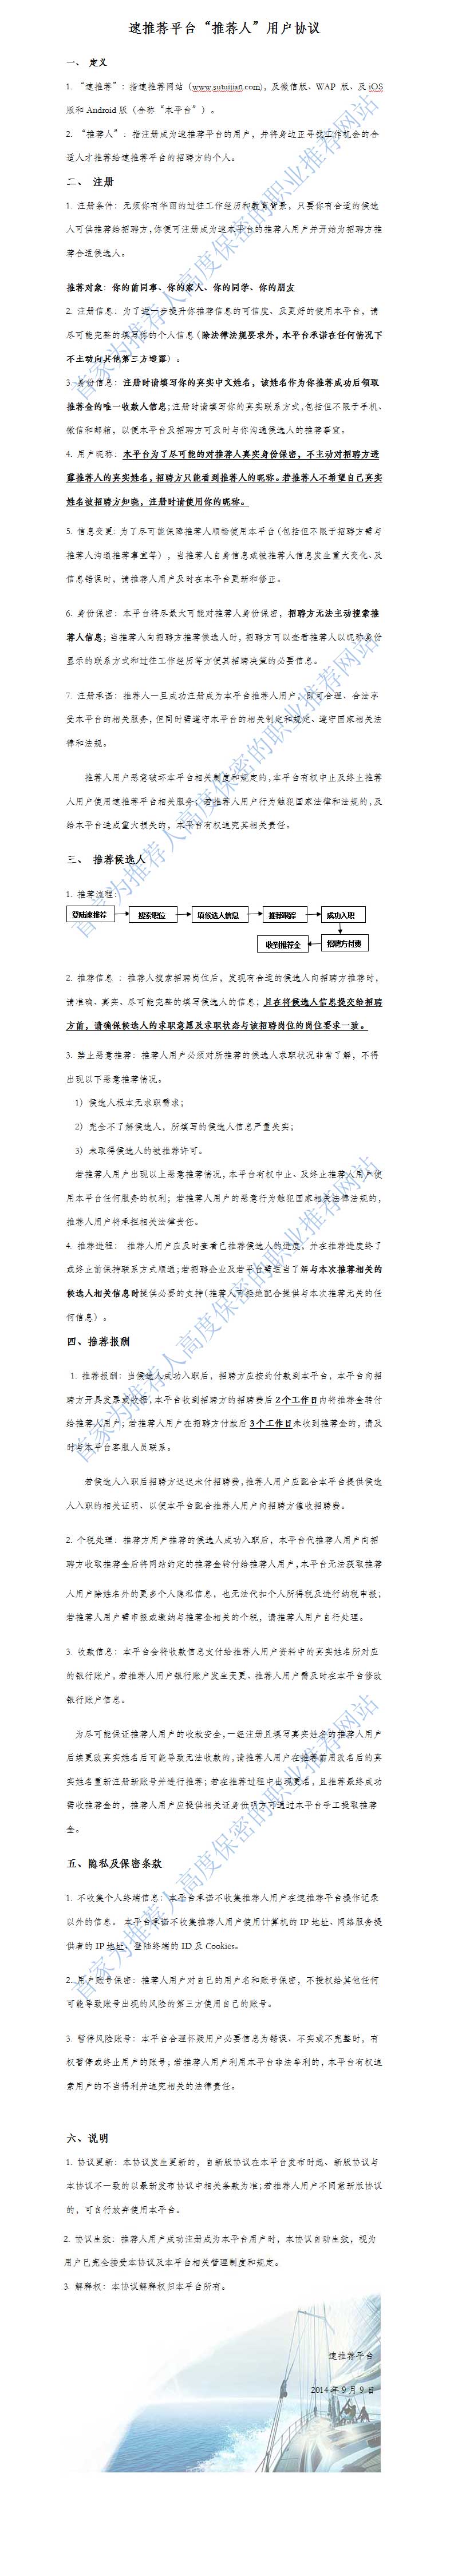 速推荐平台“推荐人”用户协议
一、 定义
1. “速推荐”：指速推荐网站（www.sutuijian.com)，及微信版、WAP 版、及 iOS
版和 Android 版（合称“本平台”）。
2. “推荐人”：指注册成为速推荐平台的用户，并将身边正寻找工作机会的合
适人才推荐给速推荐平台的招聘方的个人。
二、 注册
1. 注册条件：无须你有华丽的过往工作经历和教育背景，只要你有合适的候选
人可供推荐给招聘方,你便可注册成为速本平台的推荐人用户并开始为招聘方推
荐合适候选人。
推荐对象：你的前同事、你的家人、你的同学、你的朋友
2. 注册信息：为了进一步提升你推荐信息的可信度、及更好的使用本平台，请
尽可能完整的填写你的个人信息（除法律法规要求外，本平台承诺在任何情况下
不主动向其他第三方透露）。
3. 身份信息：注册时请填写你的真实中文姓名，该姓名作为你推荐成功后领取
推荐金的唯一收款人信息;注册时请填写你的真实联系方式,包括但不限于手机、
微信和邮箱，以便本平台及招聘方可及时与你沟通候选人的推荐事宜。
4. 用户昵称：本平台为了尽可能的对推荐人真实身份保密，不主动对招聘方透
露推荐人的真实姓名，招聘方只能看到推荐人的昵称。若推荐人不希望自己真实
姓名被招聘方知晓，注册时请使用你的昵称。
5. 信息变更: 为了尽可能保障推荐人顺畅使用本平台（包括但不限于招聘方需与
推荐人沟通推荐事宜等），当推荐人自身信息或被推荐人信息发生重大变化、及
信息错误时，请推荐人用户及时在本平台更新和修正。
6. 身份保密：本平台将尽最大可能对推荐人身份保密，招聘方无法主动搜索推
荐人信息；当推荐人向招聘方推荐候选人时，招聘方可以查看推荐人以昵称身份
显示的联系方式和过往工作经历等方便其招聘决策的必要信息。
7. 注册承诺：推荐人一旦成功注册成为本平台推荐人用户，即可合理、合法享
受本平台的相关服务，但同时需遵守本平台的相关制定和规定、遵守国家相关法
律和法规。
推荐人用户恶意破坏本平台相关制度和规定的,本平台有权中止及终止推荐
人用户使用速推荐平台相关服务；若推荐人用户行为触犯国家法律和法规的,及
给本平台造成重大损失的，本平台有权追究其相关责任。
三、 推荐候选人
1. 推荐流程：
登陆速推荐 搜索职位 填候选人信息 推荐跟踪 成功入职
收到推荐金 招聘方付费
2. 推荐信息 ：推荐人搜索招聘岗位后，发现有合适的候选人向招聘方推荐时，
请准确、真实、尽可能完整的填写候选人的信息；且在将候选人信息提交给招聘
方前，请确保候选人的求职意愿及求职状态与该招聘岗位的岗位要求一致。
3. 禁止恶意推荐：推荐人用户必须对所推荐的候选人求职状况非常了解，不得
出现以下恶意推荐情况。
1）候选人根本无求职需求；
2）完全不了解候选人，所填写的候选人信息严重失实；
3）未取得候选人的被推荐许可。
若推荐人用户出现以上恶意推荐情况,本平台有权中止、及终止推荐人用户使
用本平台任何服务的权利；若推荐人用户的恶意行为触犯国家相关法律法规的，
推荐人用户将承担相关法律责任。
4. 推荐进程： 推荐人用户应及时查看已推荐候选人的进度，并在推荐进度终了
或终止前保持联系方式顺通;若招聘企业及若平台需适当了解与本次推荐相关的
候选人相关信息时提供必要的支持(推荐人可拒绝配合提供与本次推荐无关的任
何信息）。
四、推荐报酬
1. 推荐报酬：当候选人成功入职后，招聘方应按约付款到本平台，本平台向招
聘方开具发票或收据,本平台收到招聘方的招聘费后 2 个工作日内将推荐金转付
给推荐人用户；若推荐人用户在招聘方付款后 3 个工作日未收到推荐金的，请及
时与本平台客服人员联系。
若候选人入职后招聘方迟迟未付招聘费,推荐人用户应配合本平台提供候选
人入职的相关证明、以便本平台配合推荐人用户向招聘方催收招聘费。
2. 个税处理：推荐方用户推荐的候选人成功入职后，本平台代推荐人用户向招
聘方收取推荐金后将网站约定的推荐金转付给推荐人用户,本平台无法获取推荐
人用户除姓名外的更多个人隐私信息，也无法代扣个人所得税及进行纳税申报；
若推荐人用户需申报或缴纳与推荐金相关的个税，请推荐人用户自行处理。
3. 收款信息：本平台会将收款信息支付给推荐人用户资料中的真实姓名所对应
的银行账户,若推荐人用户银行账户发生变更、推荐人用户需及时在本平台修改
银行账户信息。
为尽可能保证推荐人用户的收款安全,一经注册且填写真实姓名的推荐人用户
后续更改真实姓名后可能导致无法收款的,请推荐人用户在推荐前用改名后的真
实姓名重新注册新账号并进行推荐；若在推荐过程中出现更名，且推荐最终成功
需收推荐金的，推荐人用户应提供相关证身份明方可通过本平台手工提取推荐
金。
五、隐私及保密条款
1. 不收集个人终端信息：本平台承诺不收集推荐人用户在速推荐平台操作记录
以外的信息。 本平台承诺不收集推荐人用户使用计算机的 IP 地址、网络服务提
供者的 IP 地址、登陆终端的 ID 及 Cookies。
2. 用户账号保密：推荐人用户对自己的用户名和账号保密，不授权给其他任何
可能导致账号出现的风险的第三方使用自己的账号。
3. 暂停风险账号：本平台合理怀疑用户必要信息为错误、不实或不完整时，有
权暂停或终止用户的账号；若推荐人用户利用本平台非法牟利的，本平台有权追
索用户的不当得利并追究相关的法律责任。
六、说明
1. 协议更新：本协议发生更新的，自新版协议在本平台发布时起、新版协议与
本协议不一致的以最新发布协议中相关条款为准;若推荐人用户不同意新版协议
的，可自行放弃使用本平台。
2. 协议生效：推荐人用户成功注册成为本平台用户时，本协议自动生效，视为
用户已完全接受本协议及本平台相关管理制度和规定。
3. 解释权：本协议解释权归本平台所有。
速推荐平台
2014 年 9 月 9 日
首家为推荐人高度保密的职业推荐网站
首家为推荐人高度保密的职业推荐网站
首家为推荐人高度保密的职业推荐网站
首家为推荐人高度保密的职业推荐网站